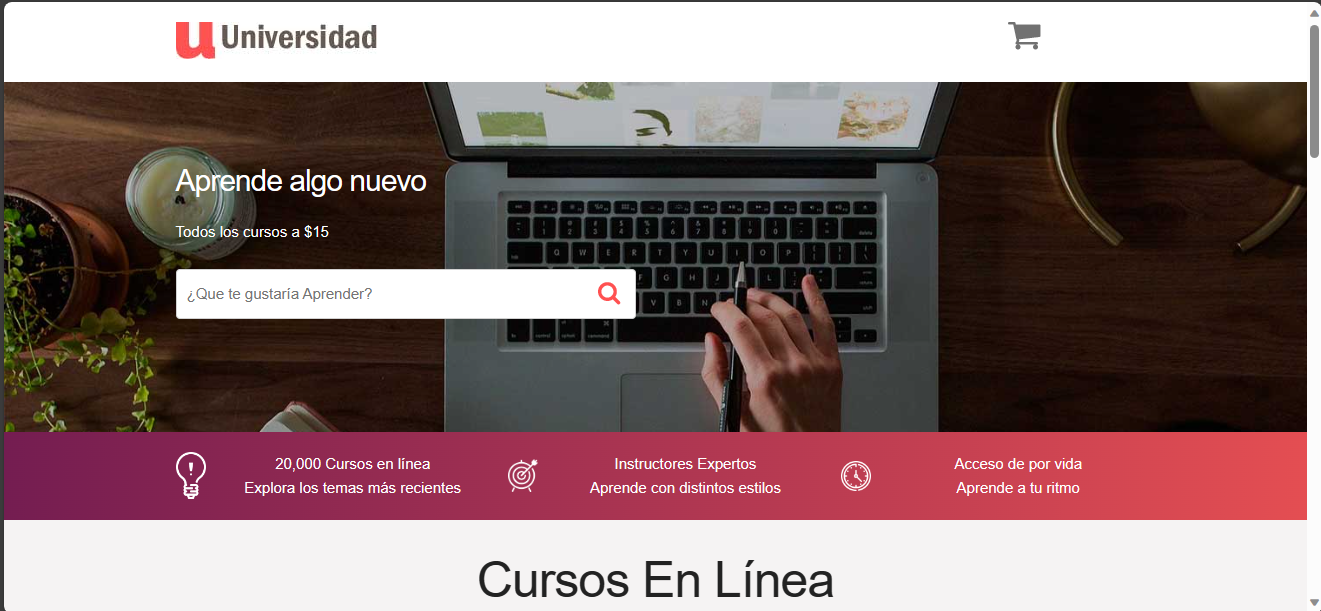 u Universidad
Aprende algo nuevo
Todos los cursos a $15
¿Que te gustaría Aprender?
20,000 Cursos en línea
Explora los temas más recientes
Instructores Expertos
Aprende con distintos estilos
Acceso de por vida
Aprende a tu ritmo
Cursos En Línea